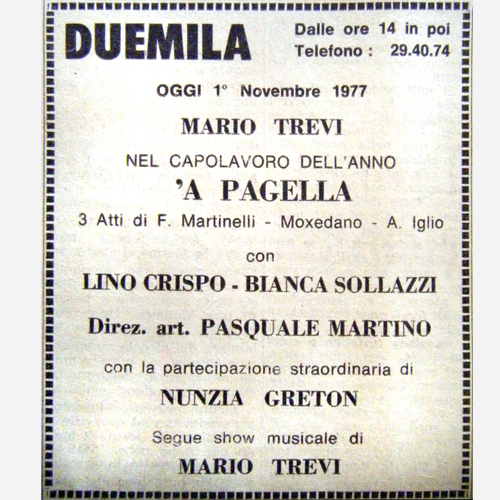 DUEMILA
Dalle ore 14 in poi
Telefono : 29.40.74
OGGI 1° Novembre 1977
MARIO TREVI
NEL CAPOLAVORO DELL'ANNO
'A PAGELLA
3 Atti di F. Martinelli - Moxedano - A. Iglio
con
LINO CRISPO - BIANCA SOLLAZZI
Direz. art. PASQUALE MARTINO
con la partecipazione straordinaria di
NUNZIA GRETON
Segue show musicale di
MARIO TREVI